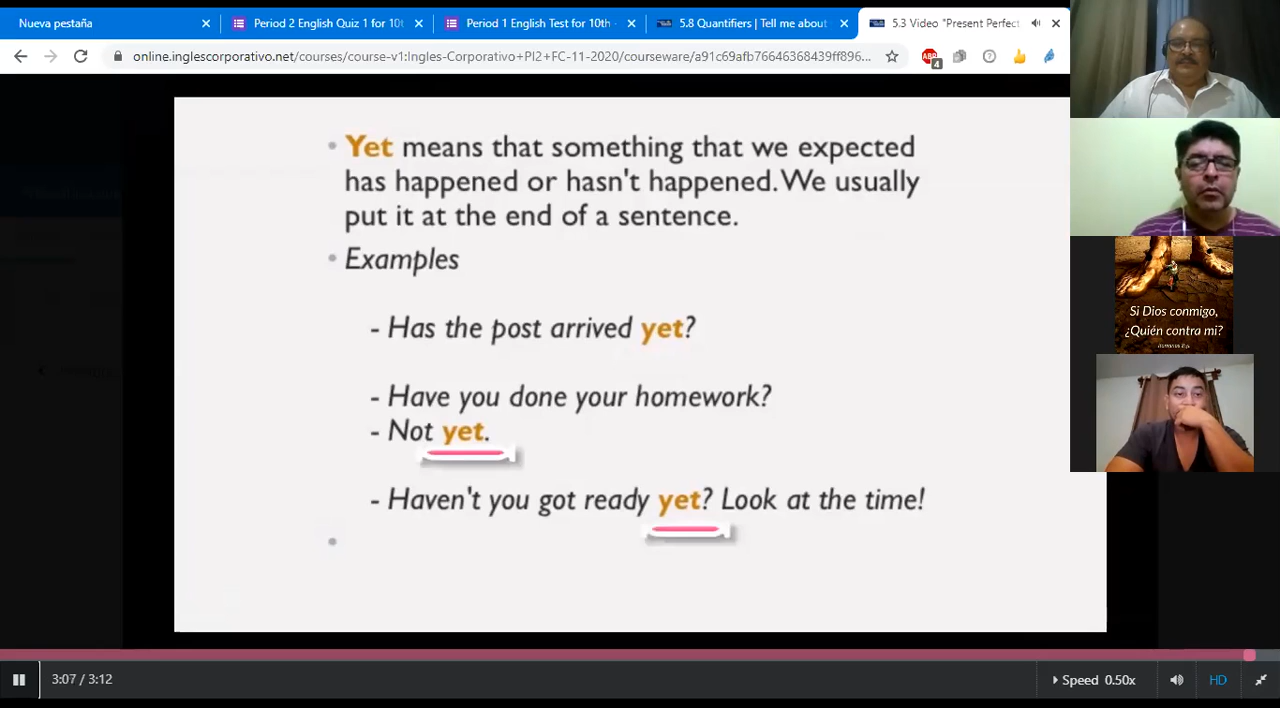 Nueva pestaña
Period 2 English Quiz 1 for 10t
Period 1 English Test for 10th
5.8 Quantifiers | Tell me about
5.3 Video "Present Perfect
online.inglescorporativo.net/courses/course-v1:Ingles-Corporativo+PI2+FC-11-2020/courseware/a91c69afb76646368439ff896...
ABP
4
Yet means that something that we expected
has happened or hasn't happened. We usually
put it at the end of a sentence.
Examples
- Has the post arrived yet?
- Have you done your homework?
- Not yet.
- Haven't you got ready yet? Look at the time!
Si Dios conmigo,
¿Quién contra mi?
3:07 / 3:12
Speed 0.50x
HD